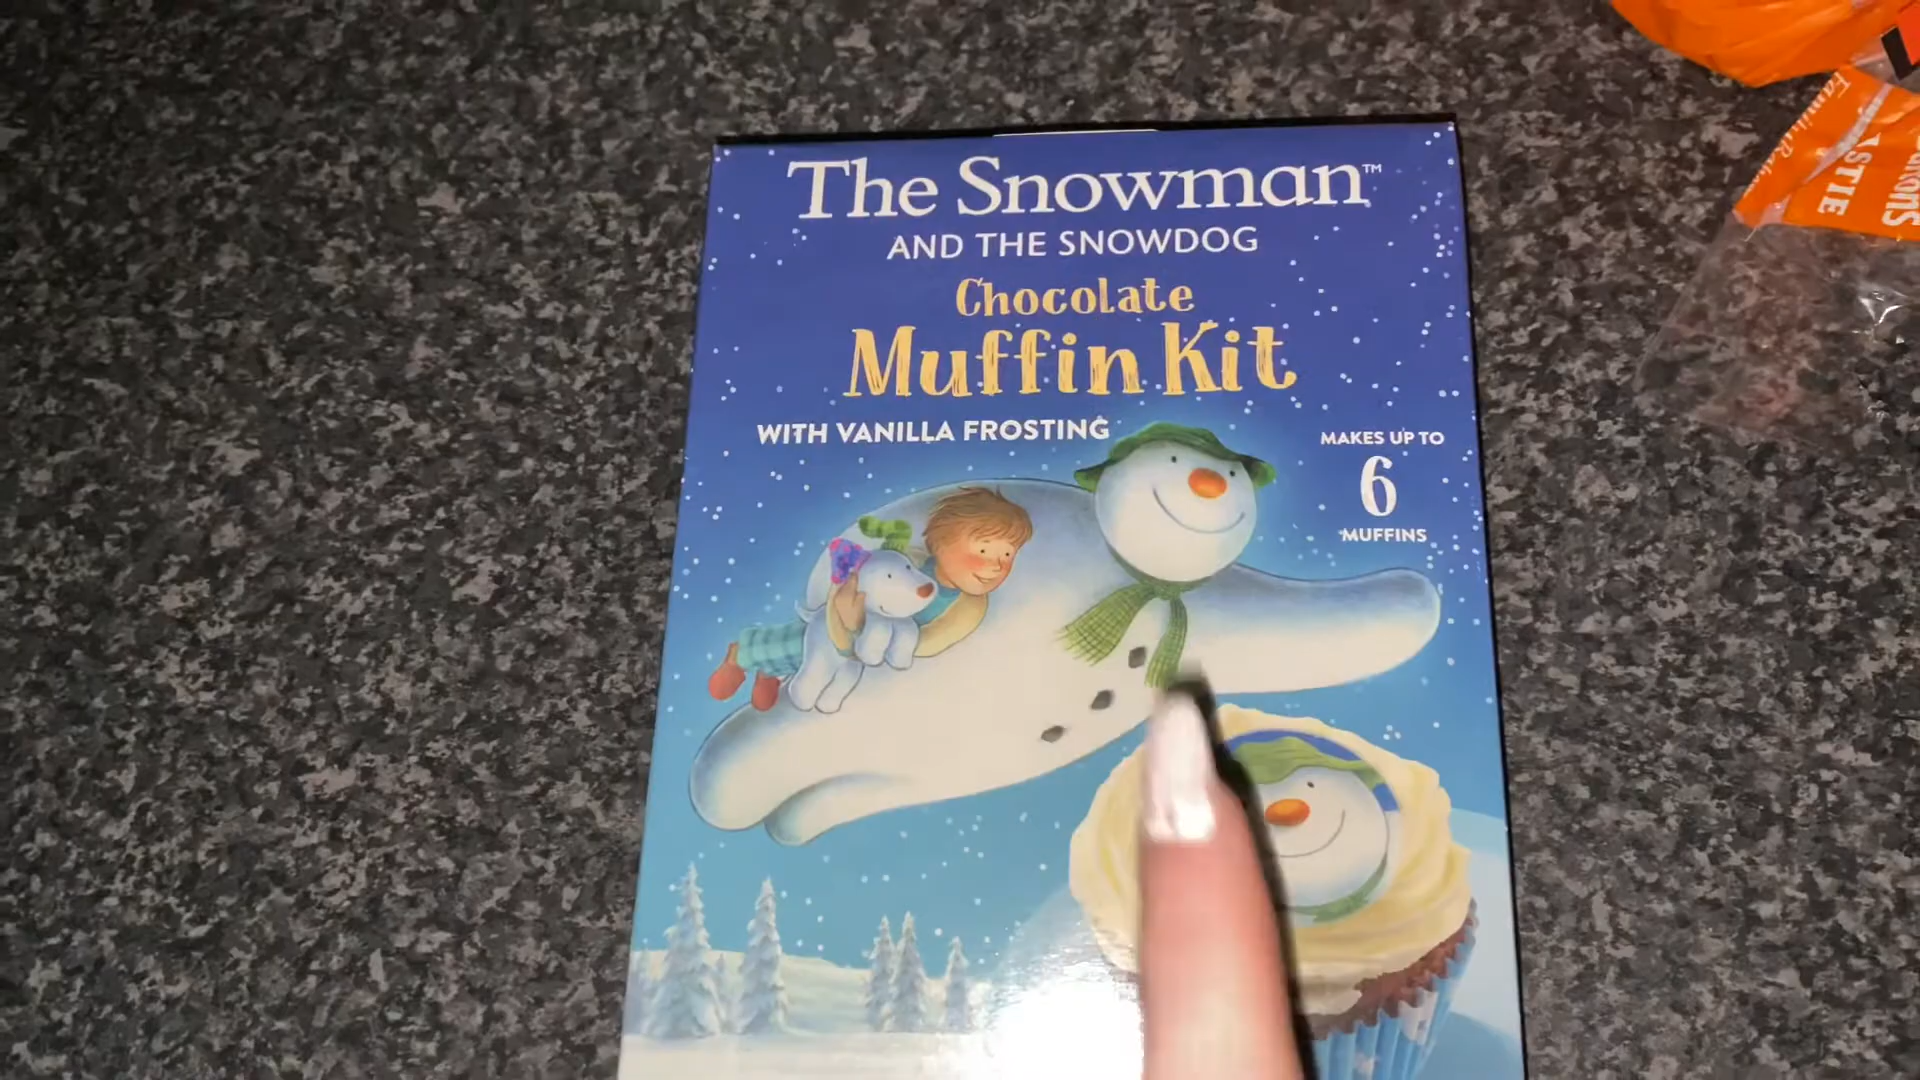 The Snowman™
AND THE SNOWDOG
Chocolate
Muffin Kit
WITH VANILLA FROSTING
MAKES UP TO
6
MUFFINS